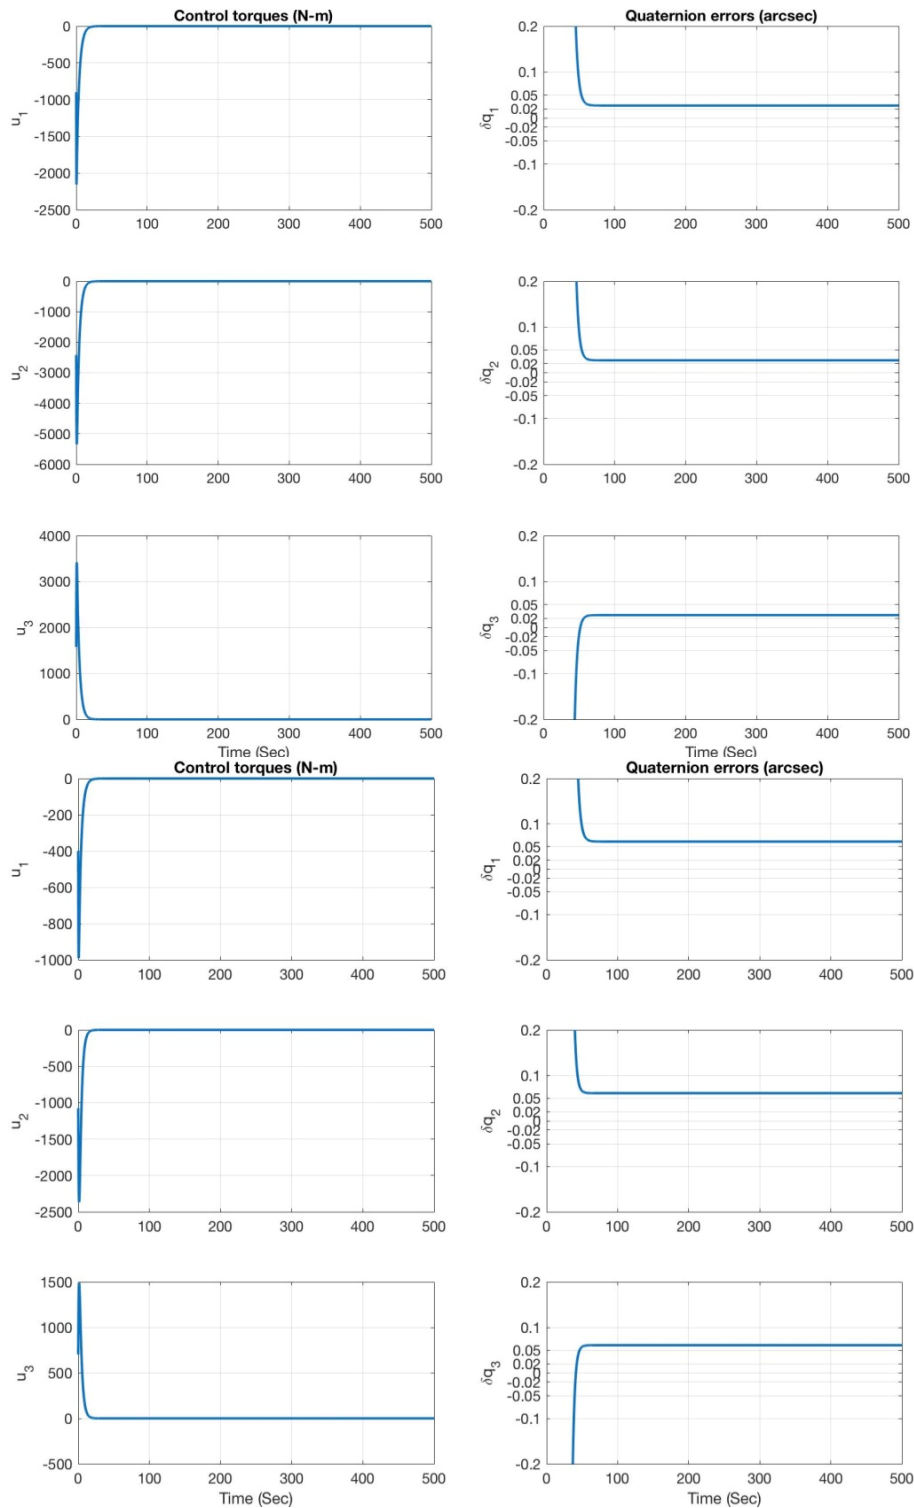 Control torques (N-m)
0
-500
-1000
-1500
-2000
-2500
u1
0 100 200 300 400 500
Quaternion errors (arcsec)
0.2
0.1
0.05
0.02
0
-0.02
-0.05
-0.1
-0.2
δq1
0 100 200 300 400 500
0
-1000
-2000
-3000
-4000
-5000
-6000
u2
0 100 200 300 400 500
0.2
0.1
0.05
0.02
0
-0.02
-0.05
-0.1
-0.2
δq2
0 100 200 300 400 500
4000
3000
2000
1000
0
u3
0 100 200 300 400 500
Time (Sec)
0.2
0.1
0.05
0.02
0
-0.02
-0.05
-0.1
-0.2
δq3
0 100 200 300 400 500
Time (Sec)
Control torques (N-m)
0
-200
-400
-600
-800
-1000
u1
0 100 200 300 400 500
Quaternion errors (arcsec)
0.2
0.1
0.05
0.02
0
-0.02
-0.05
-0.1
-0.2
δq1
0 100 200 300 400 500
0
-500
-1000
-1500
-2000
-2500
u2
0 100 200 300 400 500
0.2
0.1
0.05
0.02
0
-0.02
-0.05
-0.1
-0.2
δq2
0 100 200 300 400 500
1500
1000
500
0
-500
u3
0 100 200 300 400 500
Time (Sec)
0.2
0.1
0.05
0.02
0
-0.02
-0.05
-0.1
-0.2
δq3
0 100 200 300 400 500
Time (Sec)